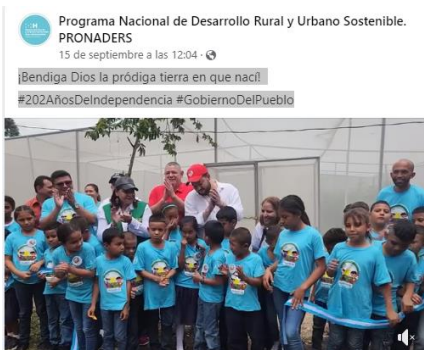 Programa Nacional de Desarrollo Rural y Urbano Sostenible.
PRONADERS
15 de septiembre a las 12:04 ·
¡Bendiga Dios la pródiga tierra en que nací!
#202AñosDeIndependencia #GobiernoDelPueblo